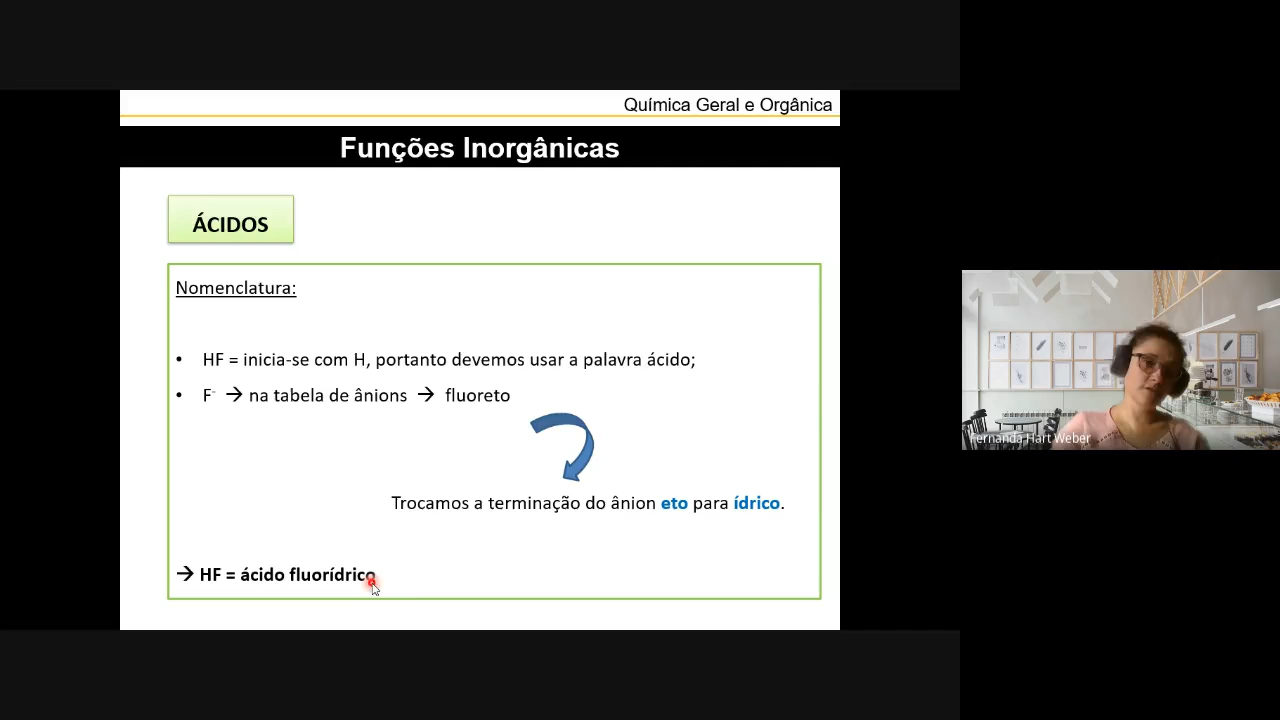 Química Geral e Orgânica
Funções Inorgânicas
ÁCIDOS
Nomenclatura:
• HF = inicia-se com H, portanto devemos usar a palavra ácido;
• F⁻ → na tabela de ânions → fluoreto
Trocamos a terminação do ânion eto para ídrico.
→ HF = ácido fluorídrico
Fernanda Hart Weber